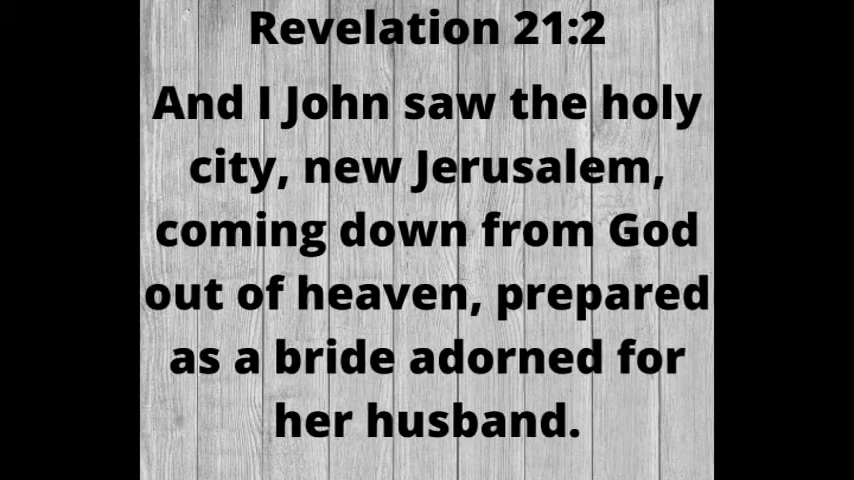 Revelation 21:2
And I John saw the holy
city, new Jerusalem,
coming down from God
out of heaven, prepared
as a bride adorned for
her husband.